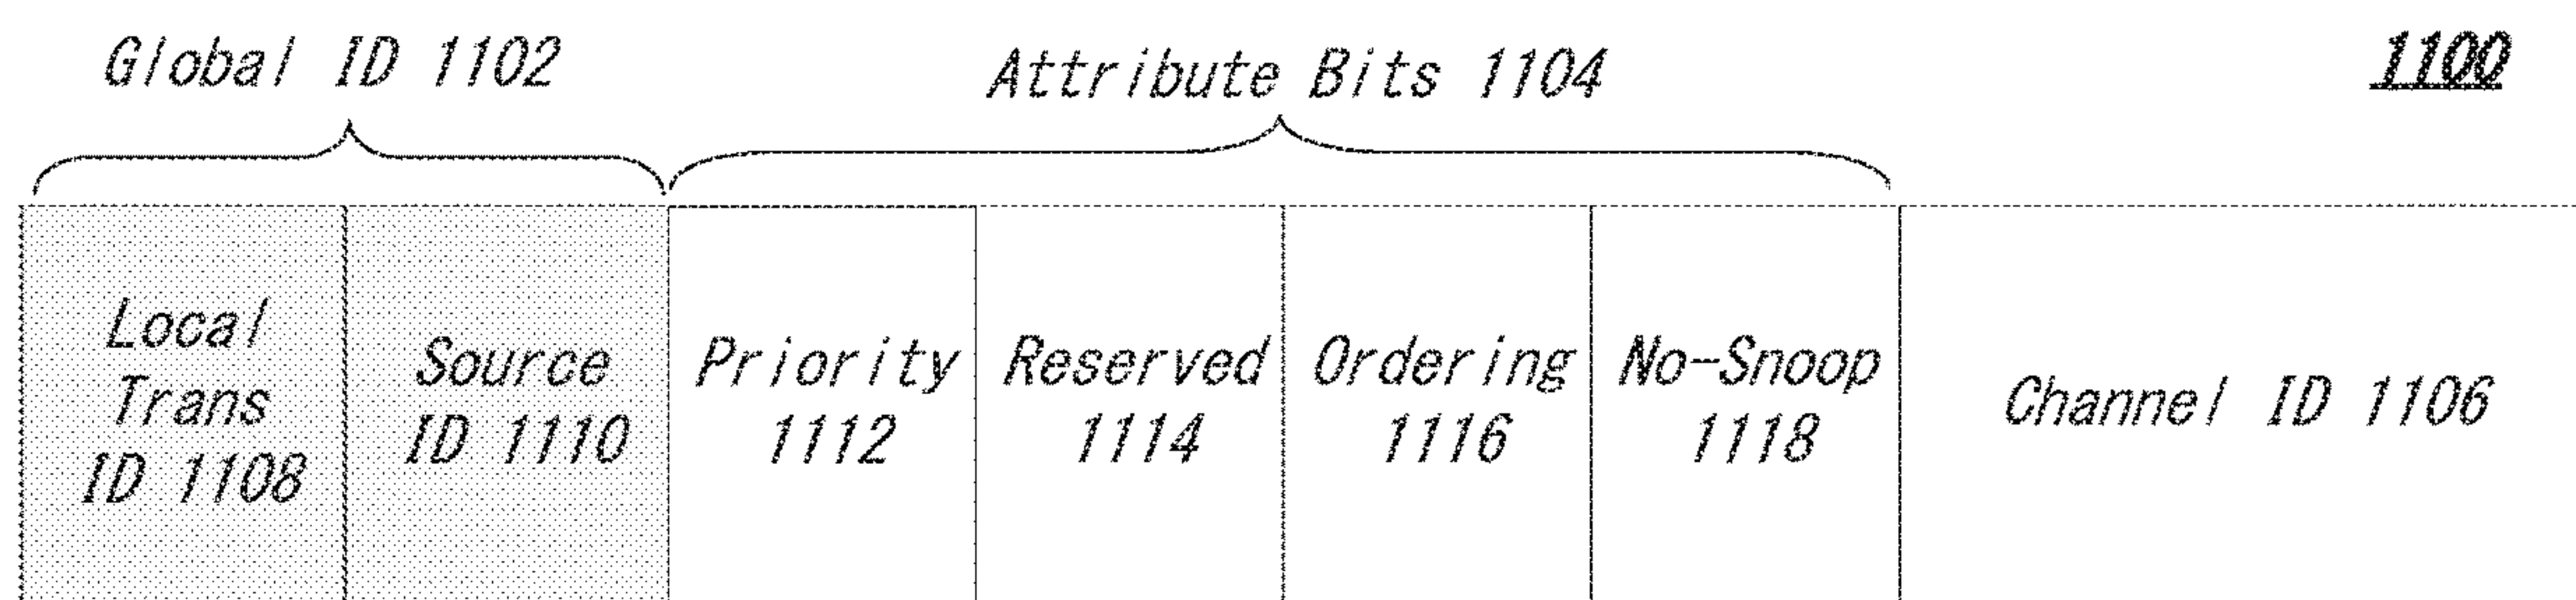 Global ID 1102
Attribute Bits 1104
1100
Local
Trans
ID 1108
Source
ID 1110
Priority
1112
Reserved
1114
Ordering
1116
No-Snoop
1118
Channel ID 1106